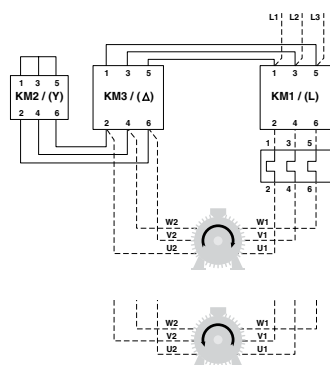 L1 L2 L3
1 3 5
KM2 / (Y)
2 4 6
1 3 5
KM3 / (Δ)
2 4 6
1 3 5
KM1 / (L)
2 4 6
1 3 5
2 4 6
W2 W1
V2 V1
U2 U1
W2 W1
V2 V1
U2 U1